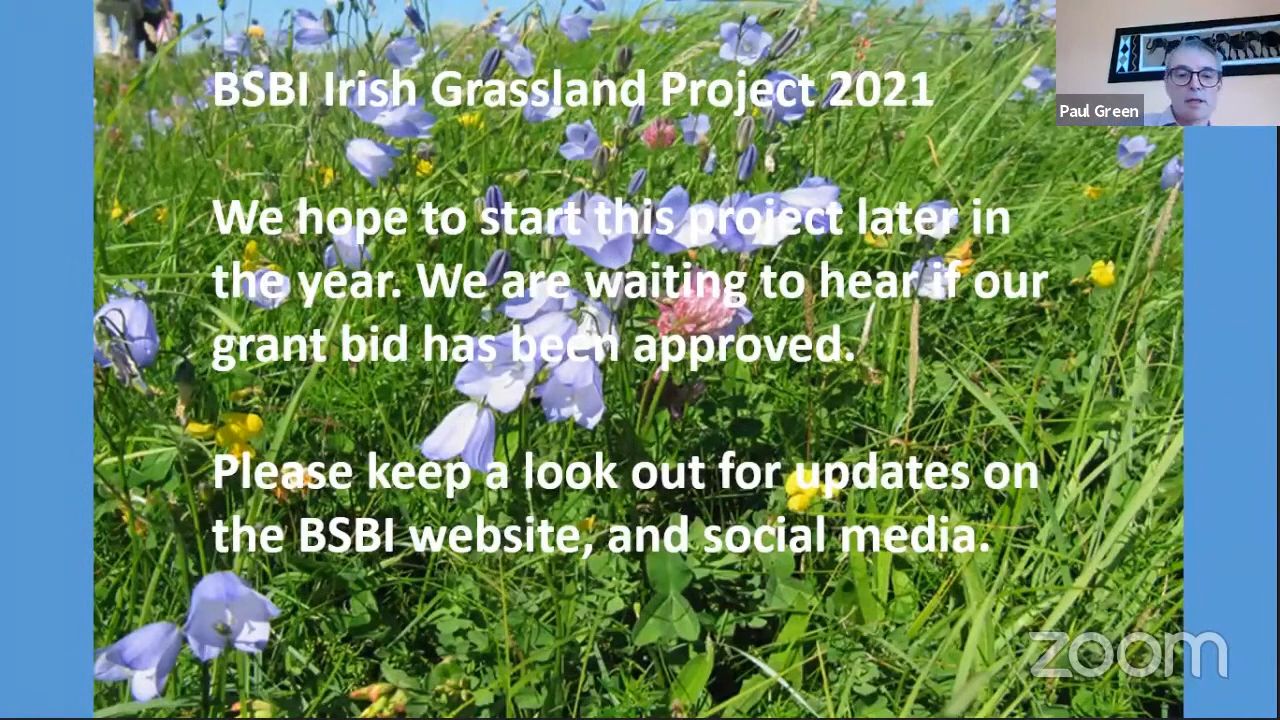 BSBI Irish Grassland Project 2021
We hope to start this project later in
the year. We are waiting to hear if our
grant bid has been approved.
Please keep a look out for updates on
the BSBI website, and social media.
Paul Green
zoom